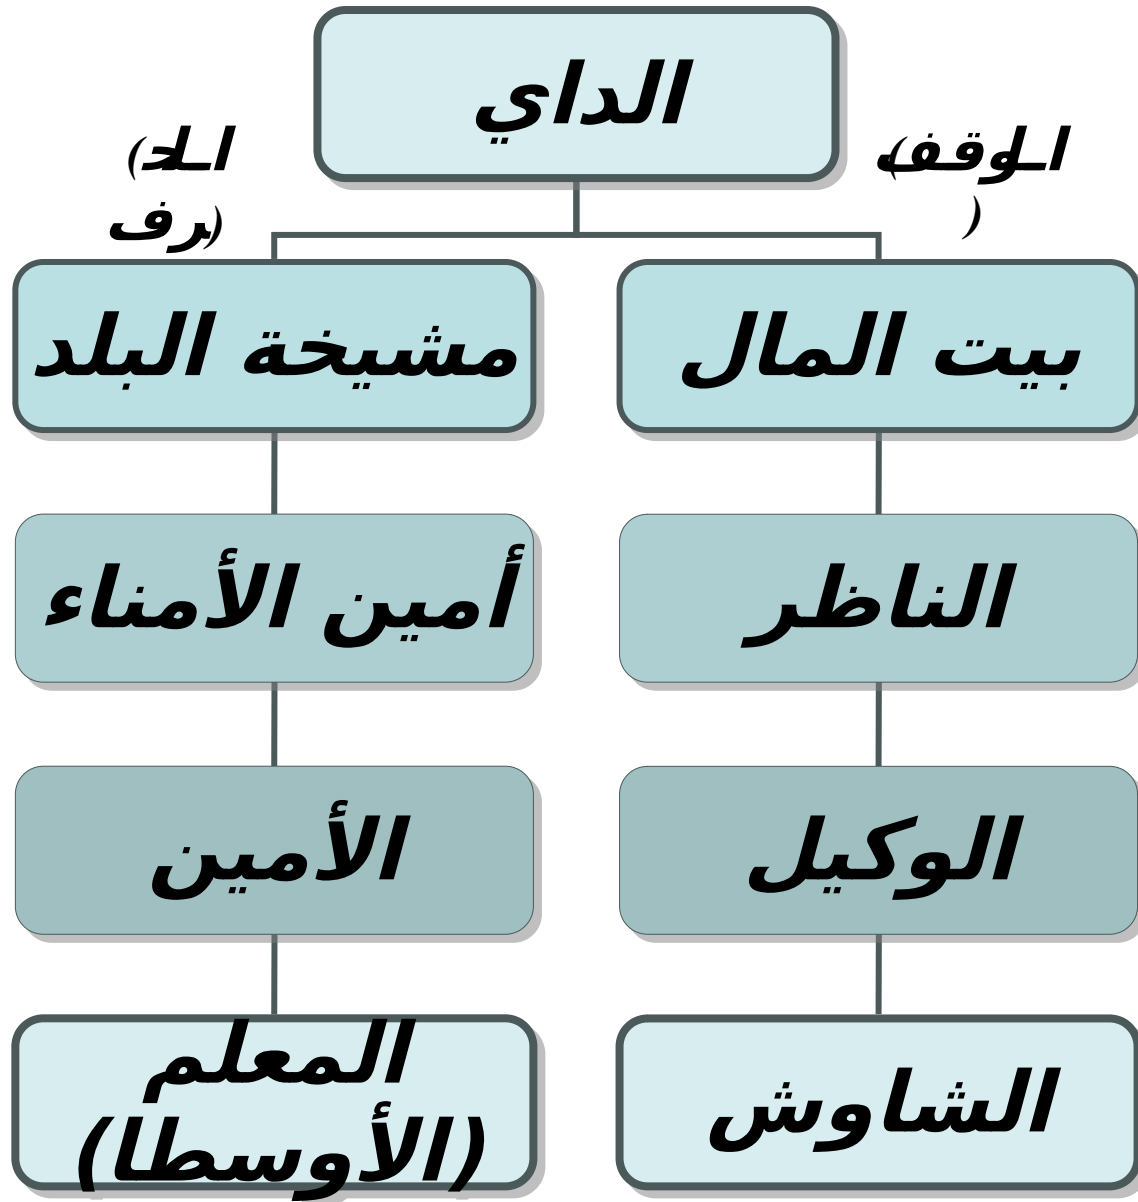 الداي
(الوقف)
(الحرف)
بيت المال
مشيخة البلد
الناظر
أمين الأمناء
الوكيل
الأمين
الشاوش
المعلم
(الأوسطا)